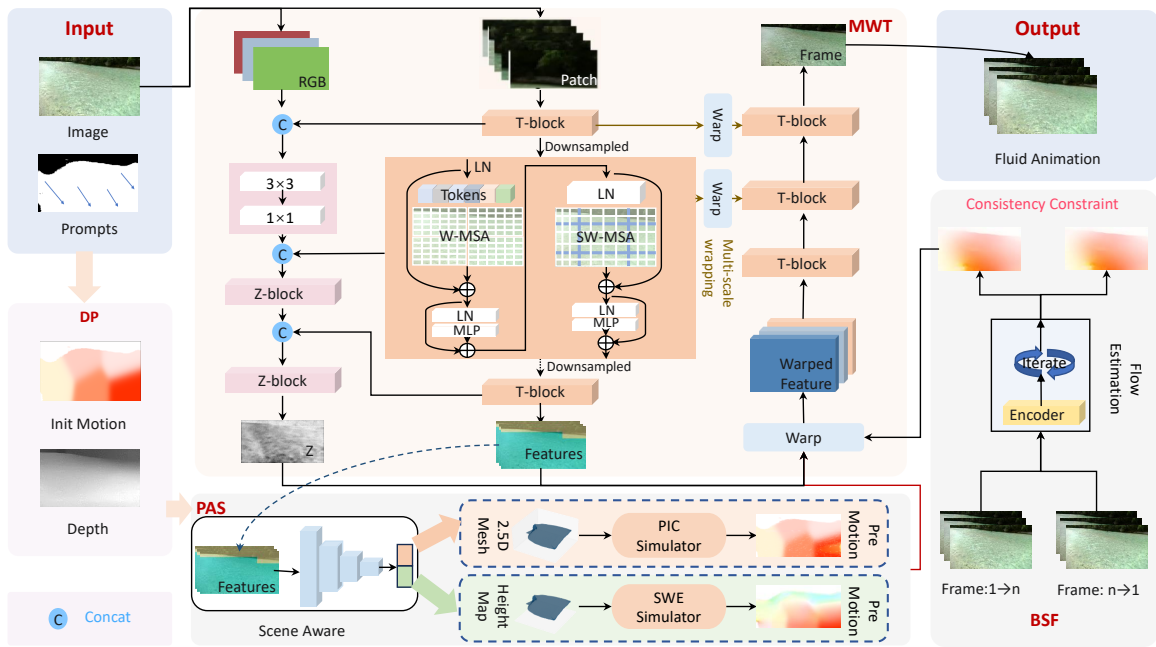 Input
Image
Prompts
DP
Init Motion
Depth
C Concat
RGB
Patch
MWT
Frame
Output
Fluid Animation
C
T-block
Warp
T-block
Downsampled
3×3
1×1
LN
Tokens
W-MSA
LN
MLP
LN
SW-MSA
LN
MLP
Warp
T-block
Multi-scale
wrapping
T-block
C
Z-block
C
Z-block
Z
Downsampled
T-block
Features
Warped
Feature
Warp
Consistency Constraint
Iterate
Encoder
Flow
Estimation
Frame:1→n
Frame: n→1
BSF
PAS
Features
Scene Aware
2.5D
Mesh
PIC
Simulator
Pre
Motion
Height
Map
SWE
Simulator
Pre
Motion